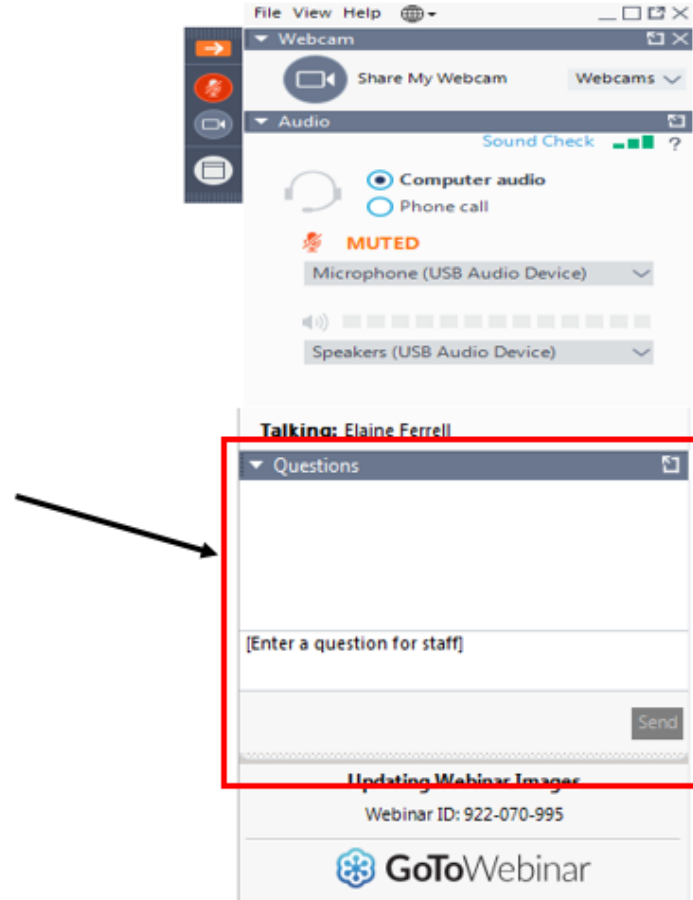 File View Help
Webcam
Share My Webcam Webcams
Audio
Sound Check ?
Computer audio
Phone call
MUTED
Microphone (USB Audio Device)
Speakers (USB Audio Device)
Talking: Elaine Ferrell
Questions
[Enter a question for staff]
Send
Updating Webinar Images
Webinar ID: 922-070-995
GoToWebinar